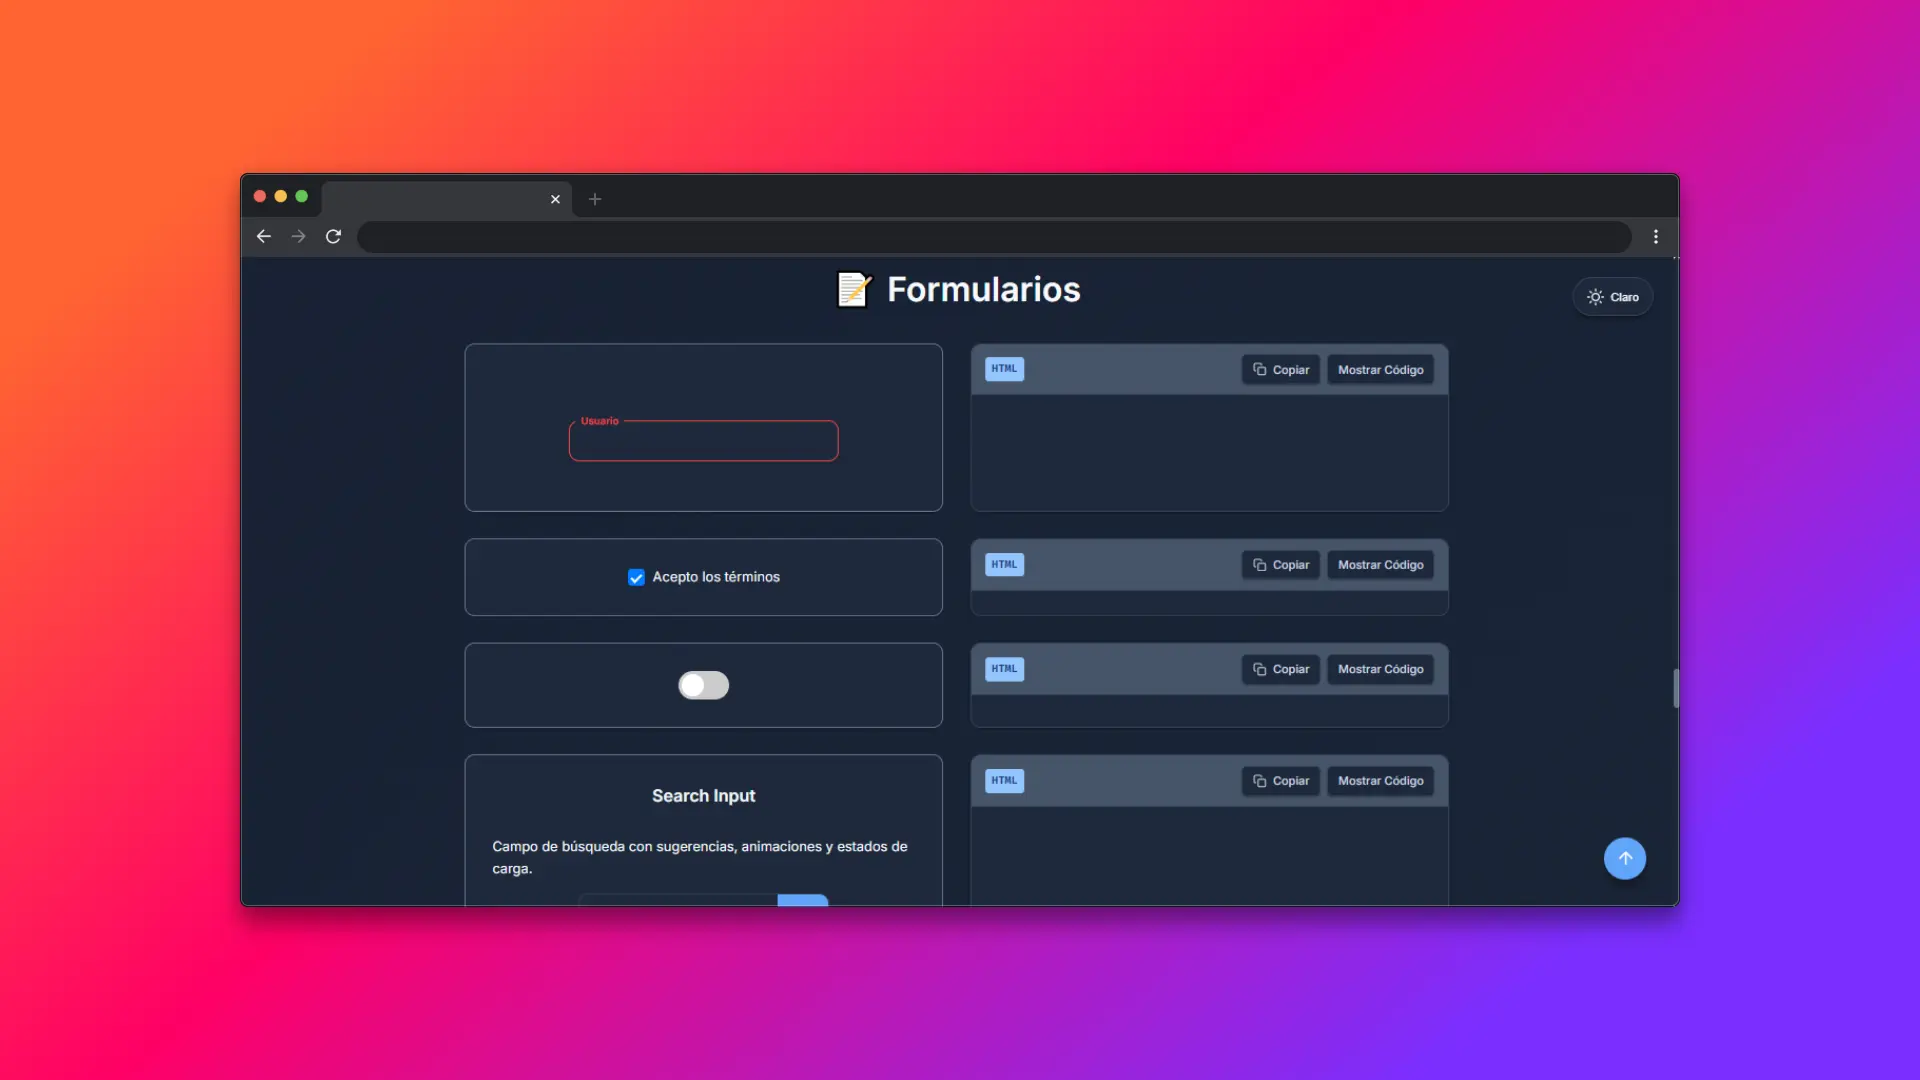 Formularios
Claro
Usuario
HTML
Copiar
Mostrar Código
Acepto los términos
HTML
Copiar
Mostrar Código
HTML
Copiar
Mostrar Código
Search Input
Campo de búsqueda con sugerencias, animaciones y estados de
carga.
HTML
Copiar
Mostrar Código